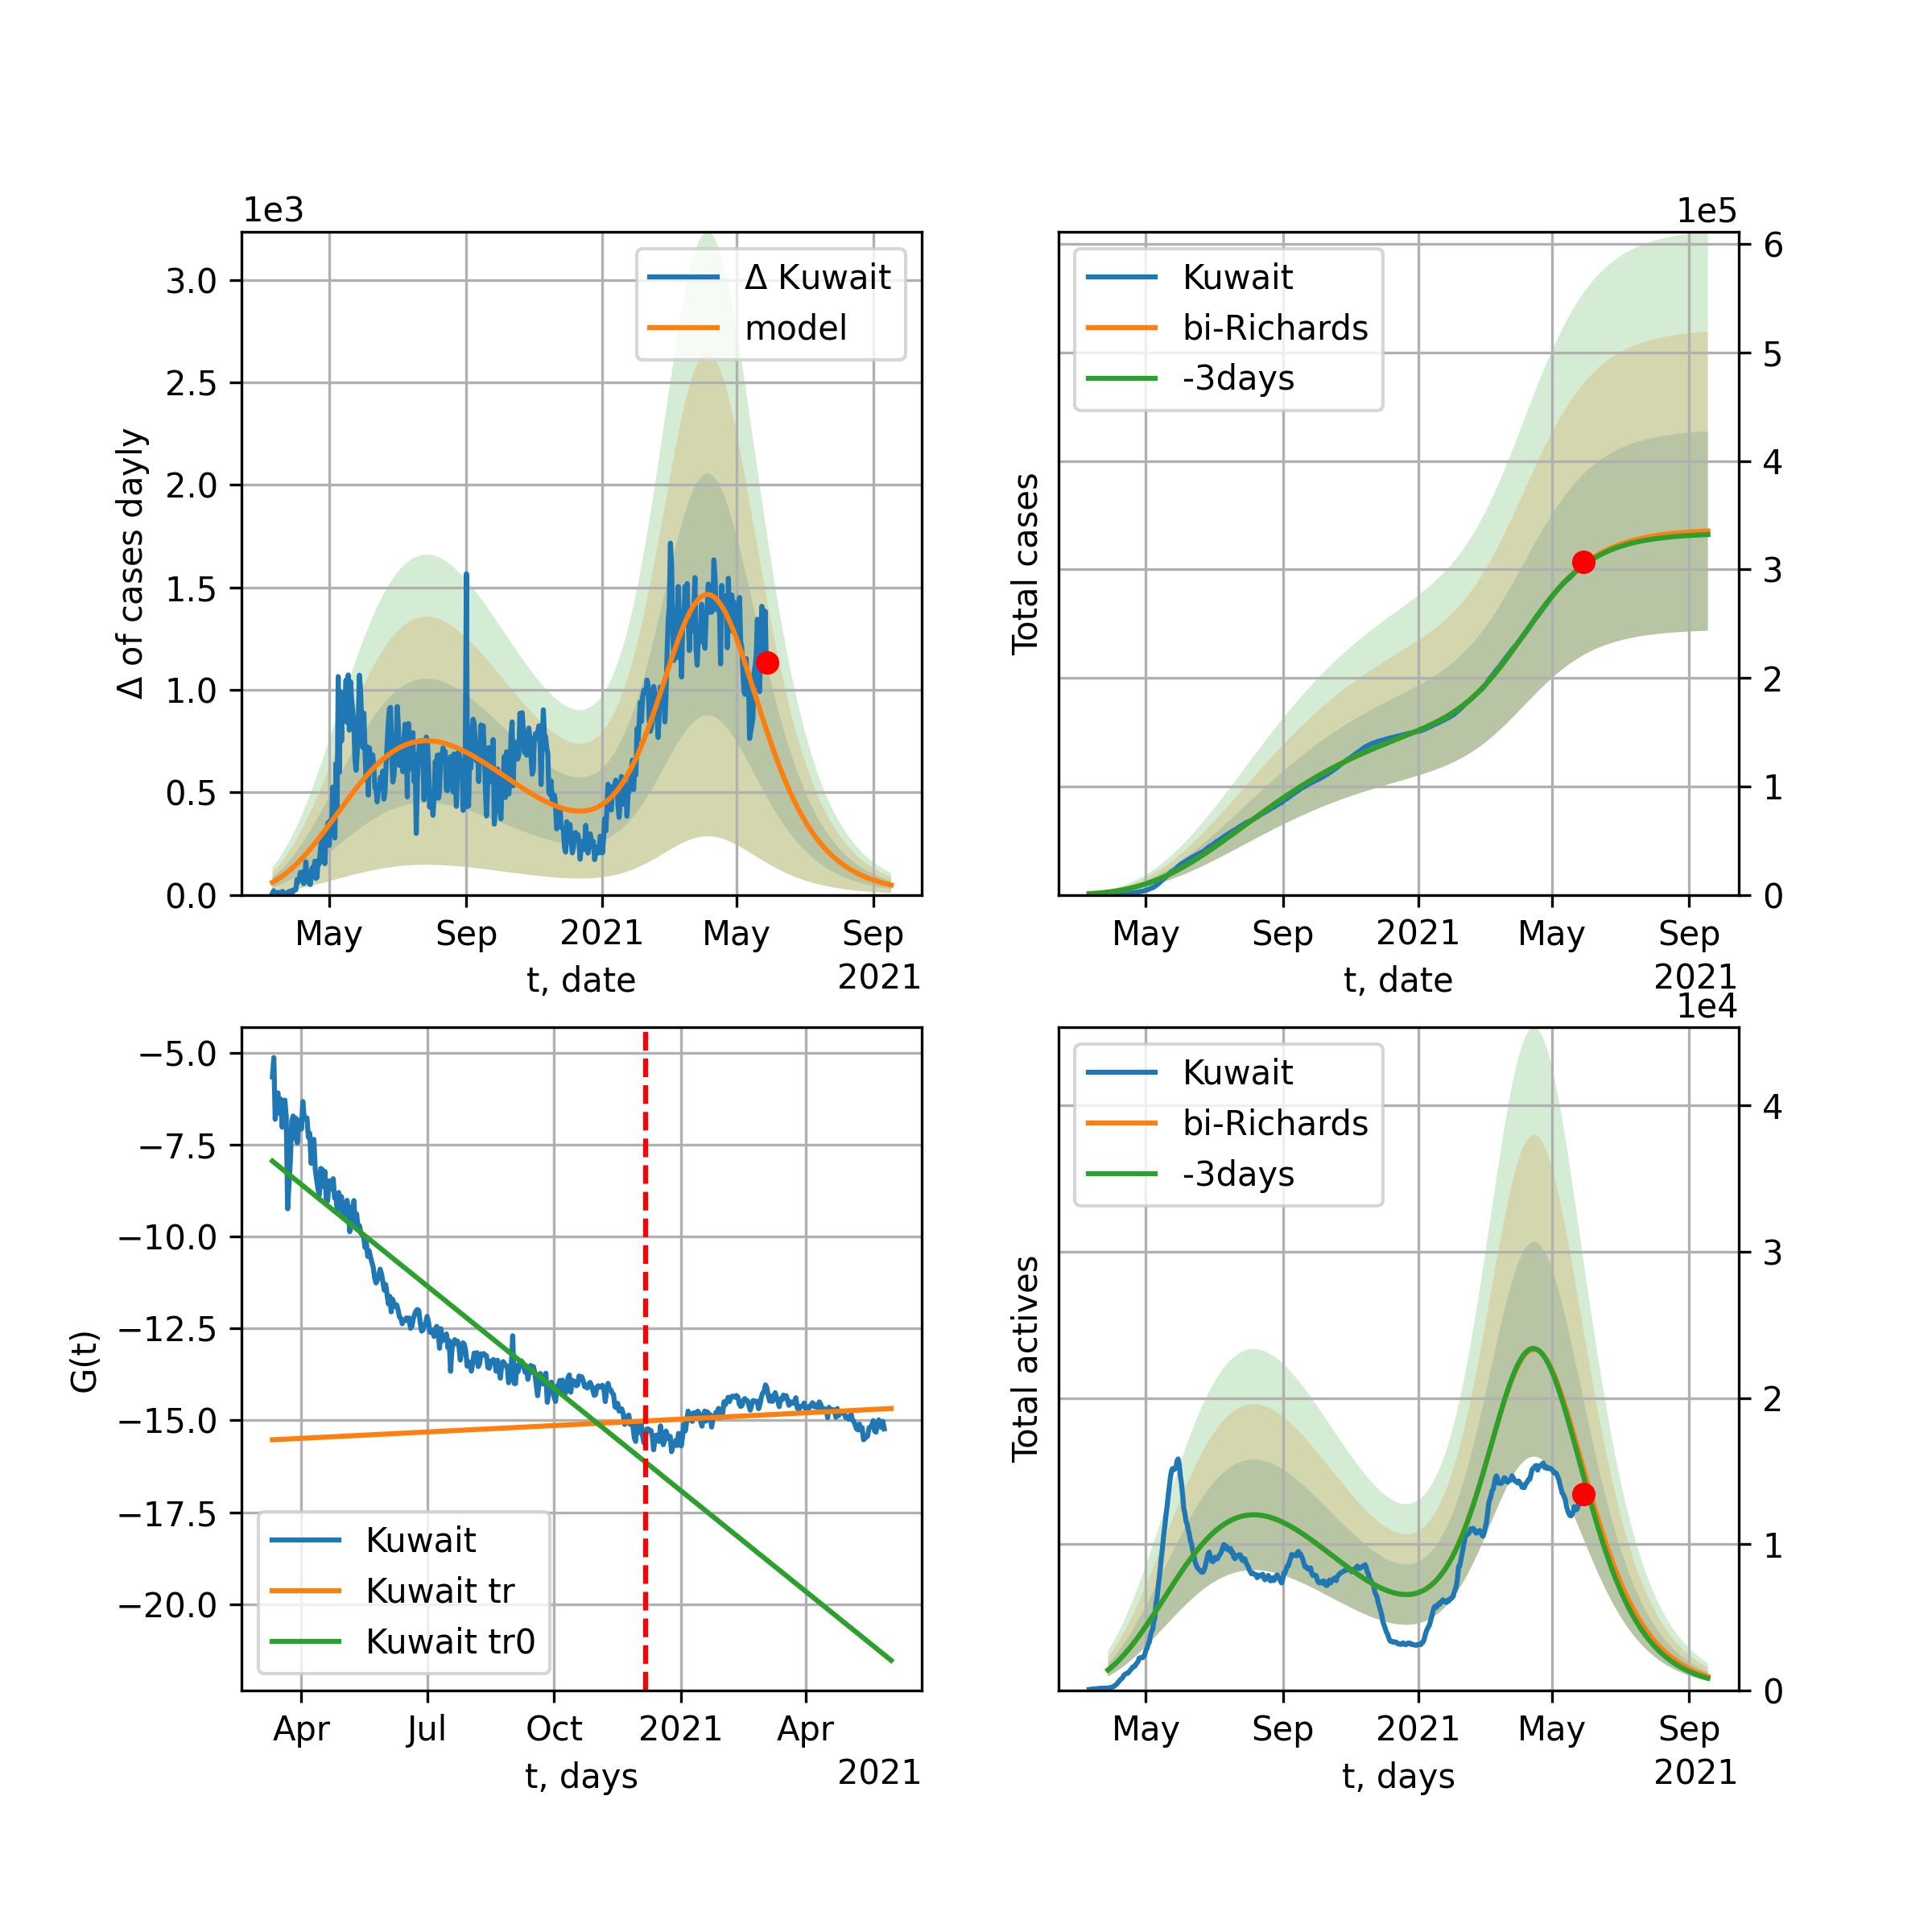 1e3
Δ of cases dayly
3.0
2.5
2.0
1.5
1.0
0.5
0.0
Δ Kuwait
model
May Sep 2021 May Sep
t, date
2021
1e5
Total cases
Kuwait
bi-Richards
-3days
6
5
4
3
2
1
0
May Sep 2021 May Sep
t, date
2021
G(t)
−5.0
−7.5
−10.0
−12.5
−15.0
−17.5
−20.0
Kuwait
Kuwait tr
Kuwait tr0
Apr Jul Oct 2021 Apr
t, days
2021
1e4
Total actives
Kuwait
bi-Richards
-3days
4
3
2
1
0
May Sep 2021 May Sep
t, days
2021